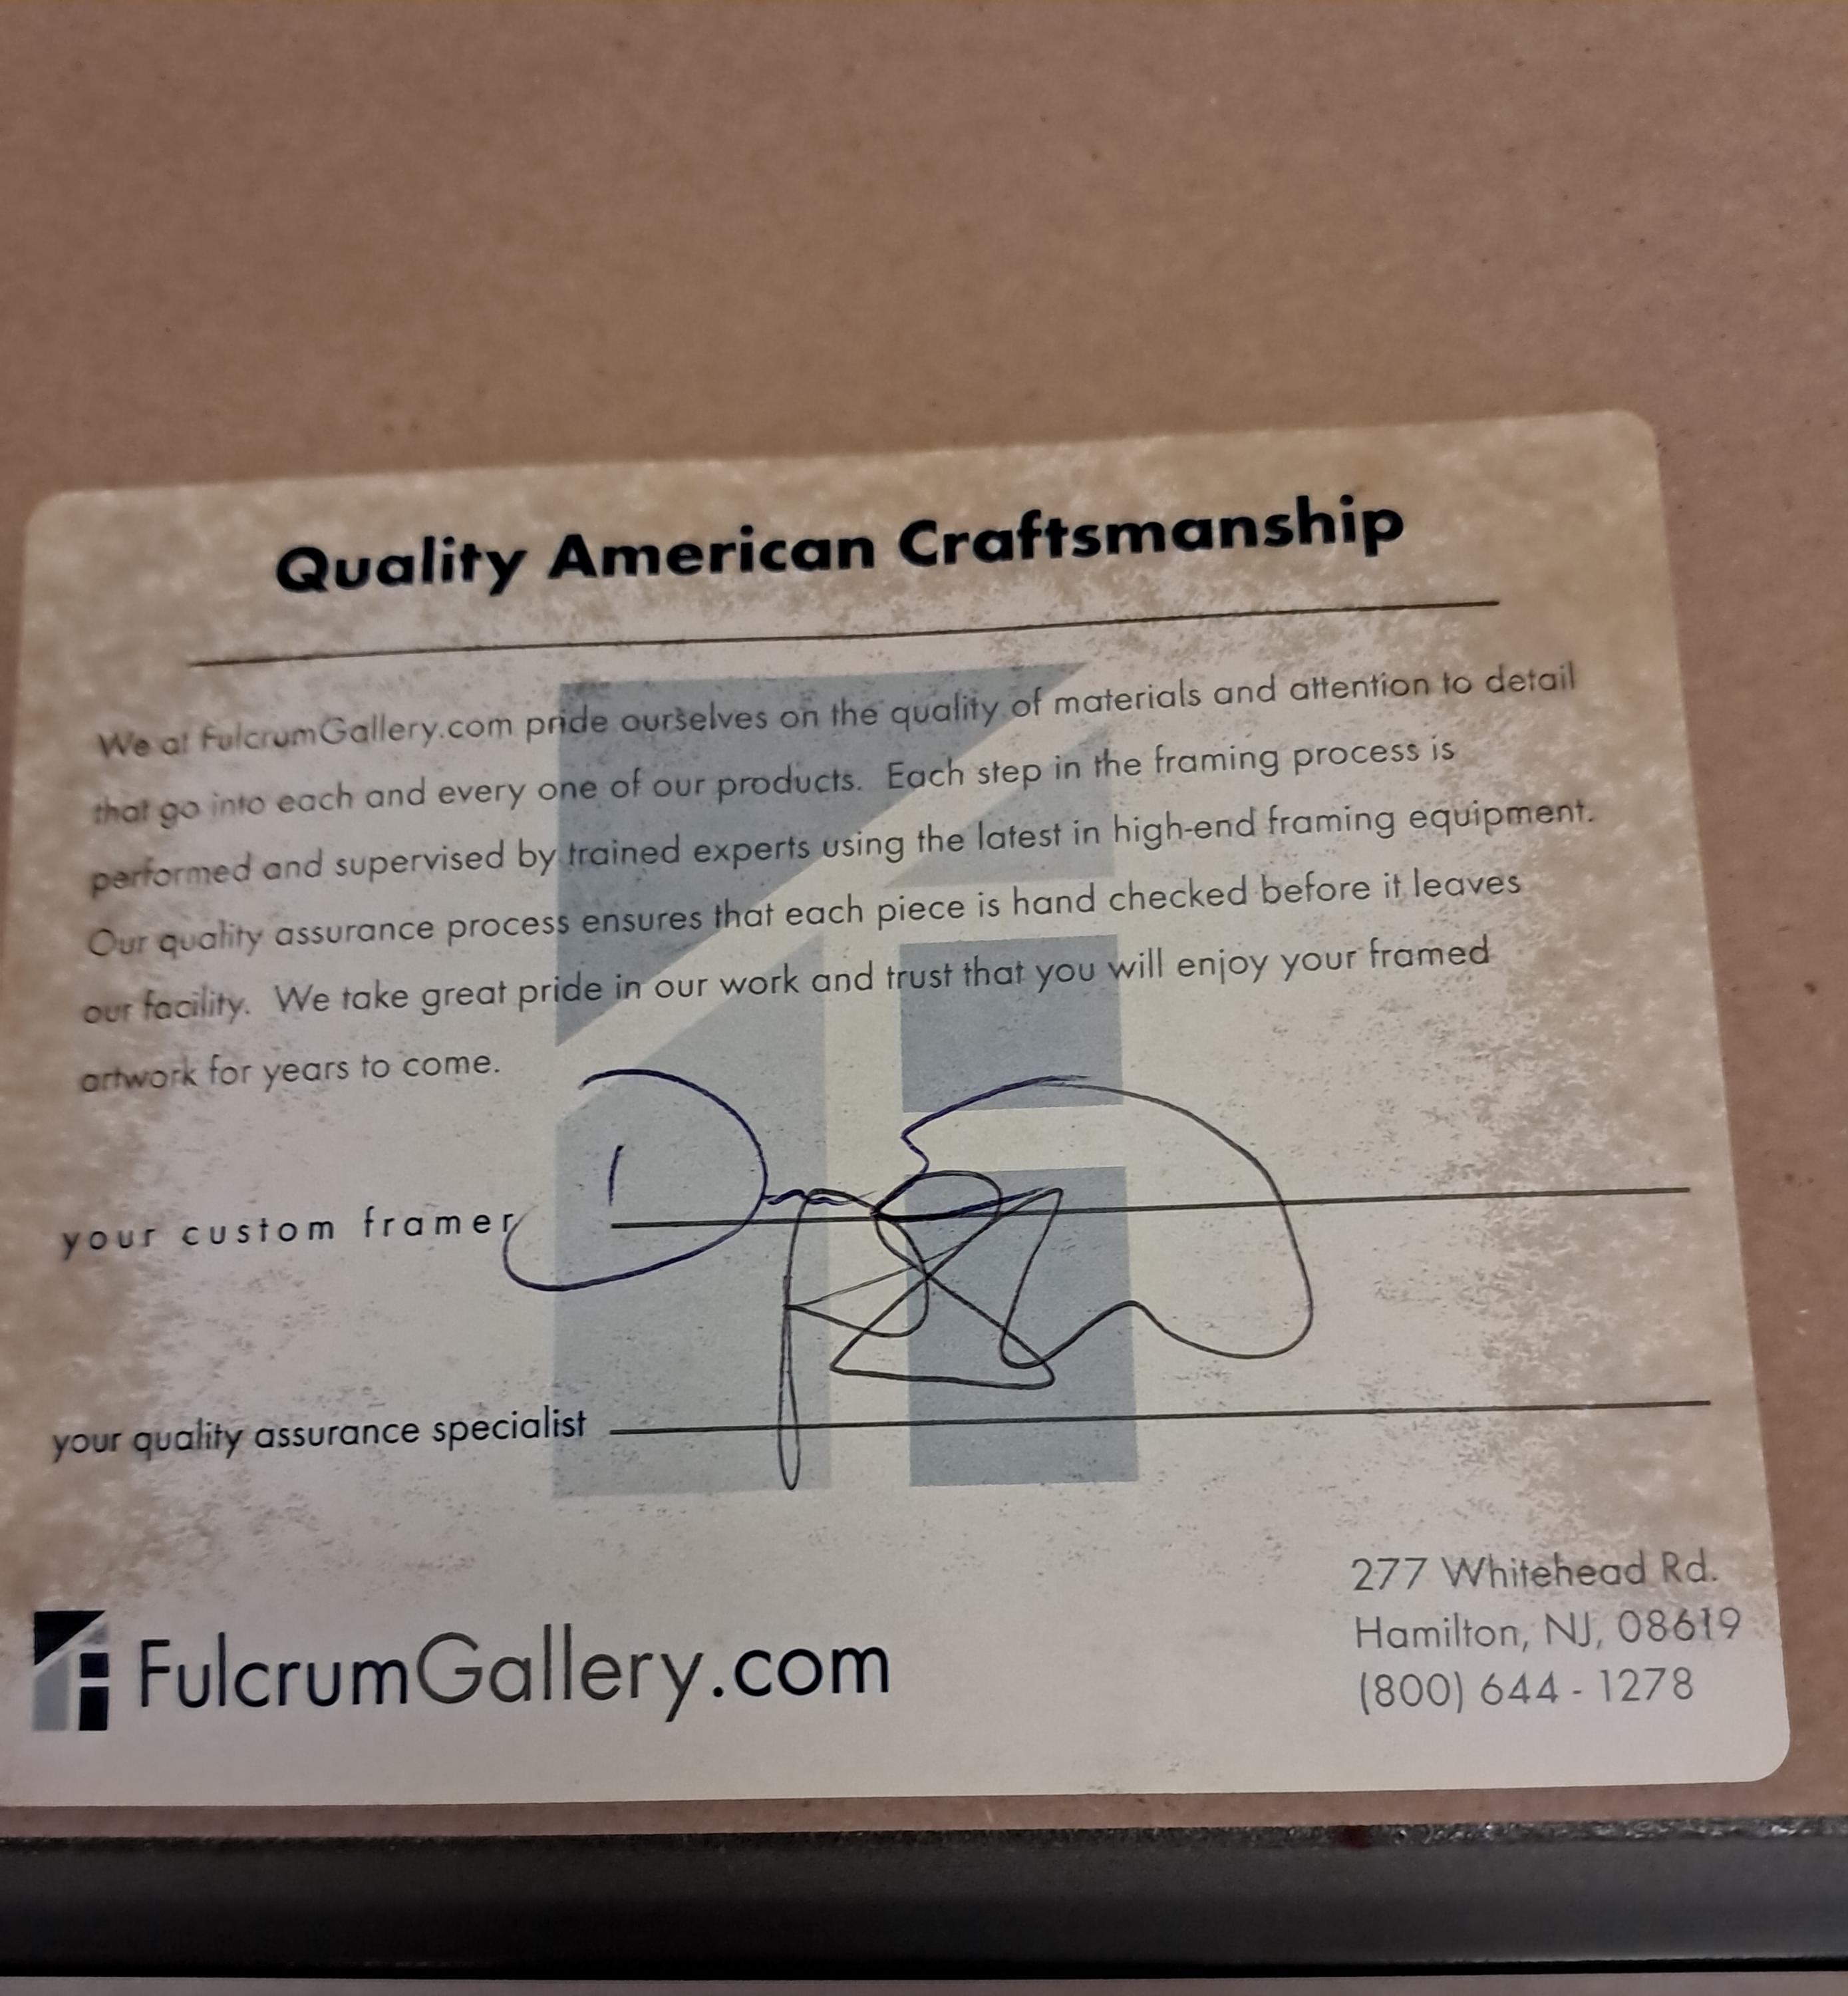 Quality American Craftsmanship
We at FulcrumGallery.com pride ourselves on the quality of materials and attention to detail
that go into each and every one of our products. Each step in the framing process is
performed and supervised by trained experts using the latest in high-end framing equipment.
Our quality assurance process ensures that each piece is hand checked before it leaves
our facility. We take great pride in our work and trust that you will enjoy your framed
artwork for years to come.
your custom framer
your quality assurance specialist
FulcrumGallery.com
277 Whitehead Rd.
Hamilton, NJ, 08619
(800) 644 - 1278